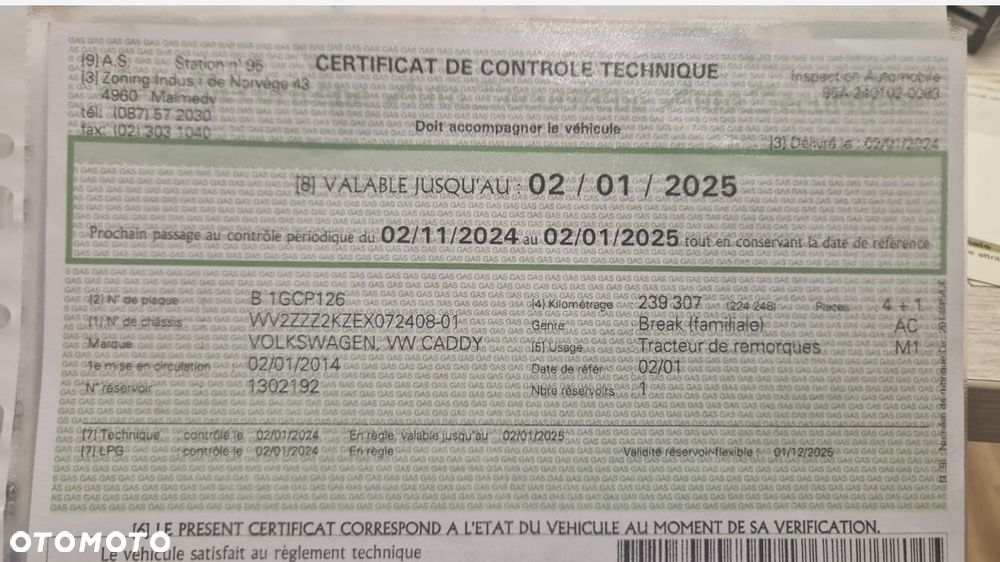 [9] A.S. Station n° 96
CERTIFICAT DE CONTROLE TECHNIQUE
Inspection Automobile
[3] Zoning Indus : de Norvège 43
4960 Malmedy
tél: (087) 57 2030
fax: (02) 303 1040
Doit accompagner le véhicule
[3] Délivré le : 02/01/2024
[8] VALABLE JUSQU'AU : 02 / 01 / 2025
Prochain passage au contrôle périodique du 02/11/2024 au 02/01/2025 tout en conservant la date de référence
[2] N° de plaque B 1GCP126 [4] Kilométrage 239 307 (224 248) Places 4 + 1
[1] N° de châssis WV2ZZZ2KZEX072408-01 Genre Break (familiale) AC
Marque VOLKSWAGEN, VW CADDY [5] Usage Tracteur de remorques M1
1e mise en circulation 02/01/2014 Date de référ 02/01
N° réservoir 1302192 Nbre réservoirs 1
[7] Technique : contrôlé le 02/01/2024 En règle, valable jusqu'au 02/01/2025
[7] LPG : contrôlé le 02/01/2024 En règle Validité réservoir-flexible : 01/12/2025
[6] LE PRESENT CERTIFICAT CORRESPOND A L'ETAT DU VEHICULE AU MOMENT DE SA VERIFICATION.
Le véhicule satisfait au règlement technique
OTOMOTO